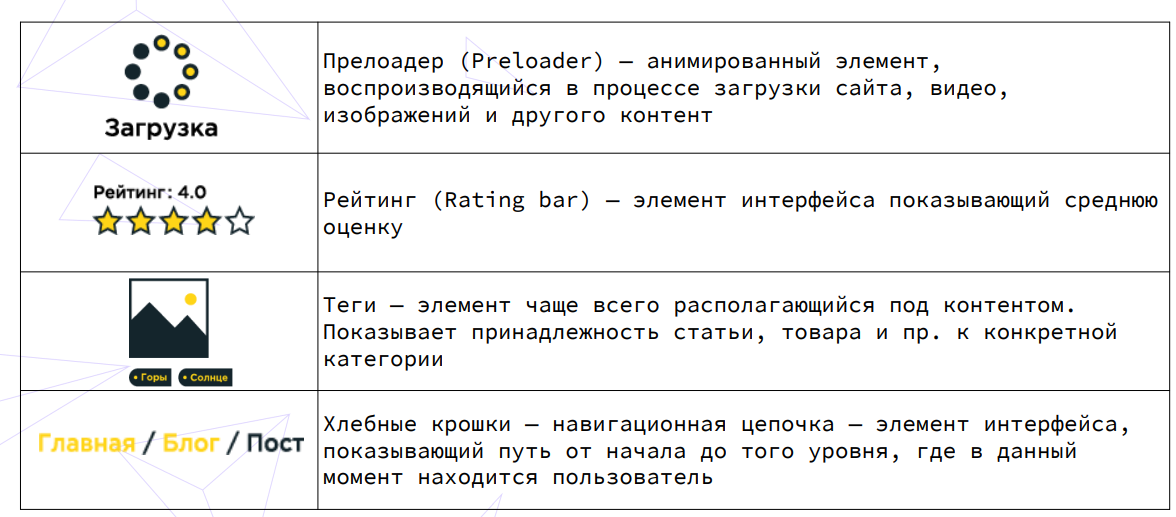 Загрузка
Прелоадер (Preloader) — анимированный элемент,
воспроизводящийся в процессе загрузки сайта, видео,
изображений и другого контент
Рейтинг: 4.0
Рейтинг (Rating bar) — элемент интерфейса показывающий среднюю
оценку
• Горы • Солнце
Теги — элемент чаще всего располагающийся под контентом.
Показывает принадлежность статьи, товара и пр. к конкретной
категории
Главная / Блог / Пост
Хлебные крошки — навигационная цепочка — элемент интерфейса,
показывающий путь от начала до того уровня, где в данный
момент находится пользователь